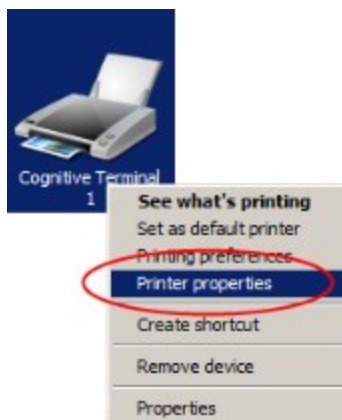 Cognitive Terminal
1
See what's printing
Set as default printer
Printing preferences
Printer properties
Create shortcut
Remove device
Properties